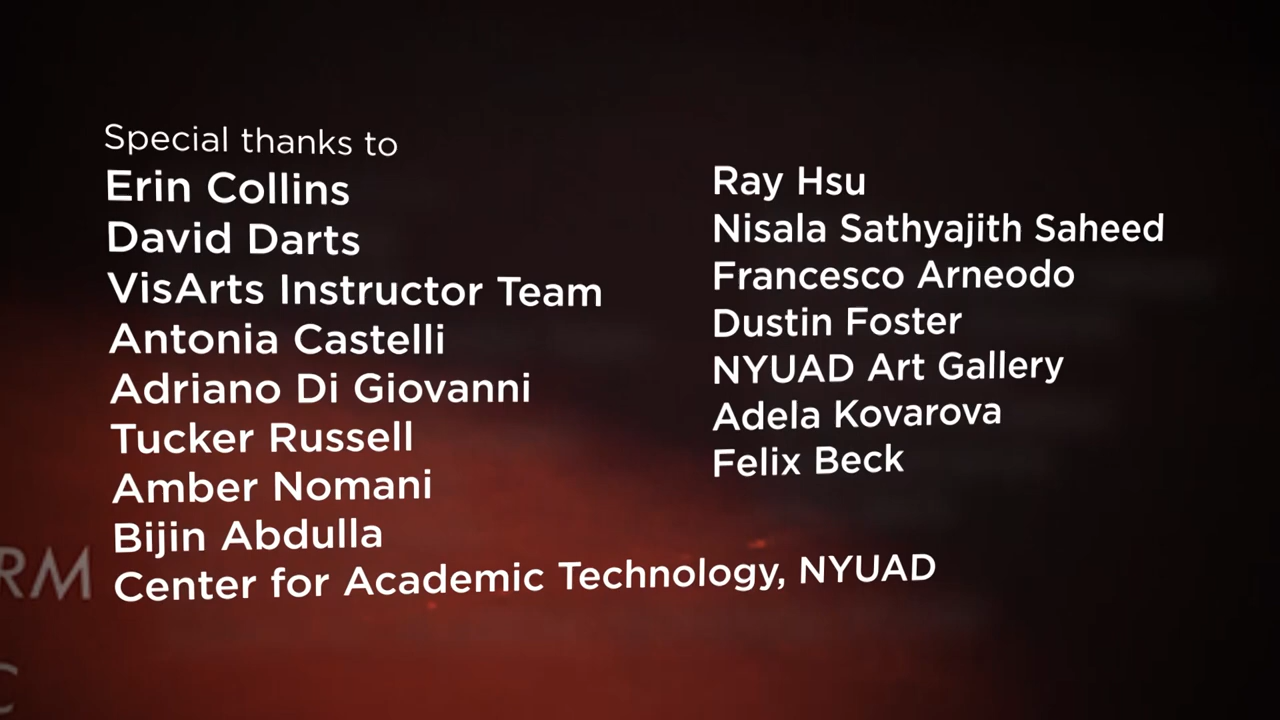 Special thanks to
Erin Collins
David Darts
VisArts Instructor Team
Antonia Castelli
Adriano Di Giovanni
Tucker Russell
Amber Nomani
Bijin Abdulla
Center for Academic Technology, NYUAD
Ray Hsu
Nisala Sathyajith Saheed
Francesco Arneodo
Dustin Foster
NYUAD Art Gallery
Adela Kovarova
Felix Beck
RM
C